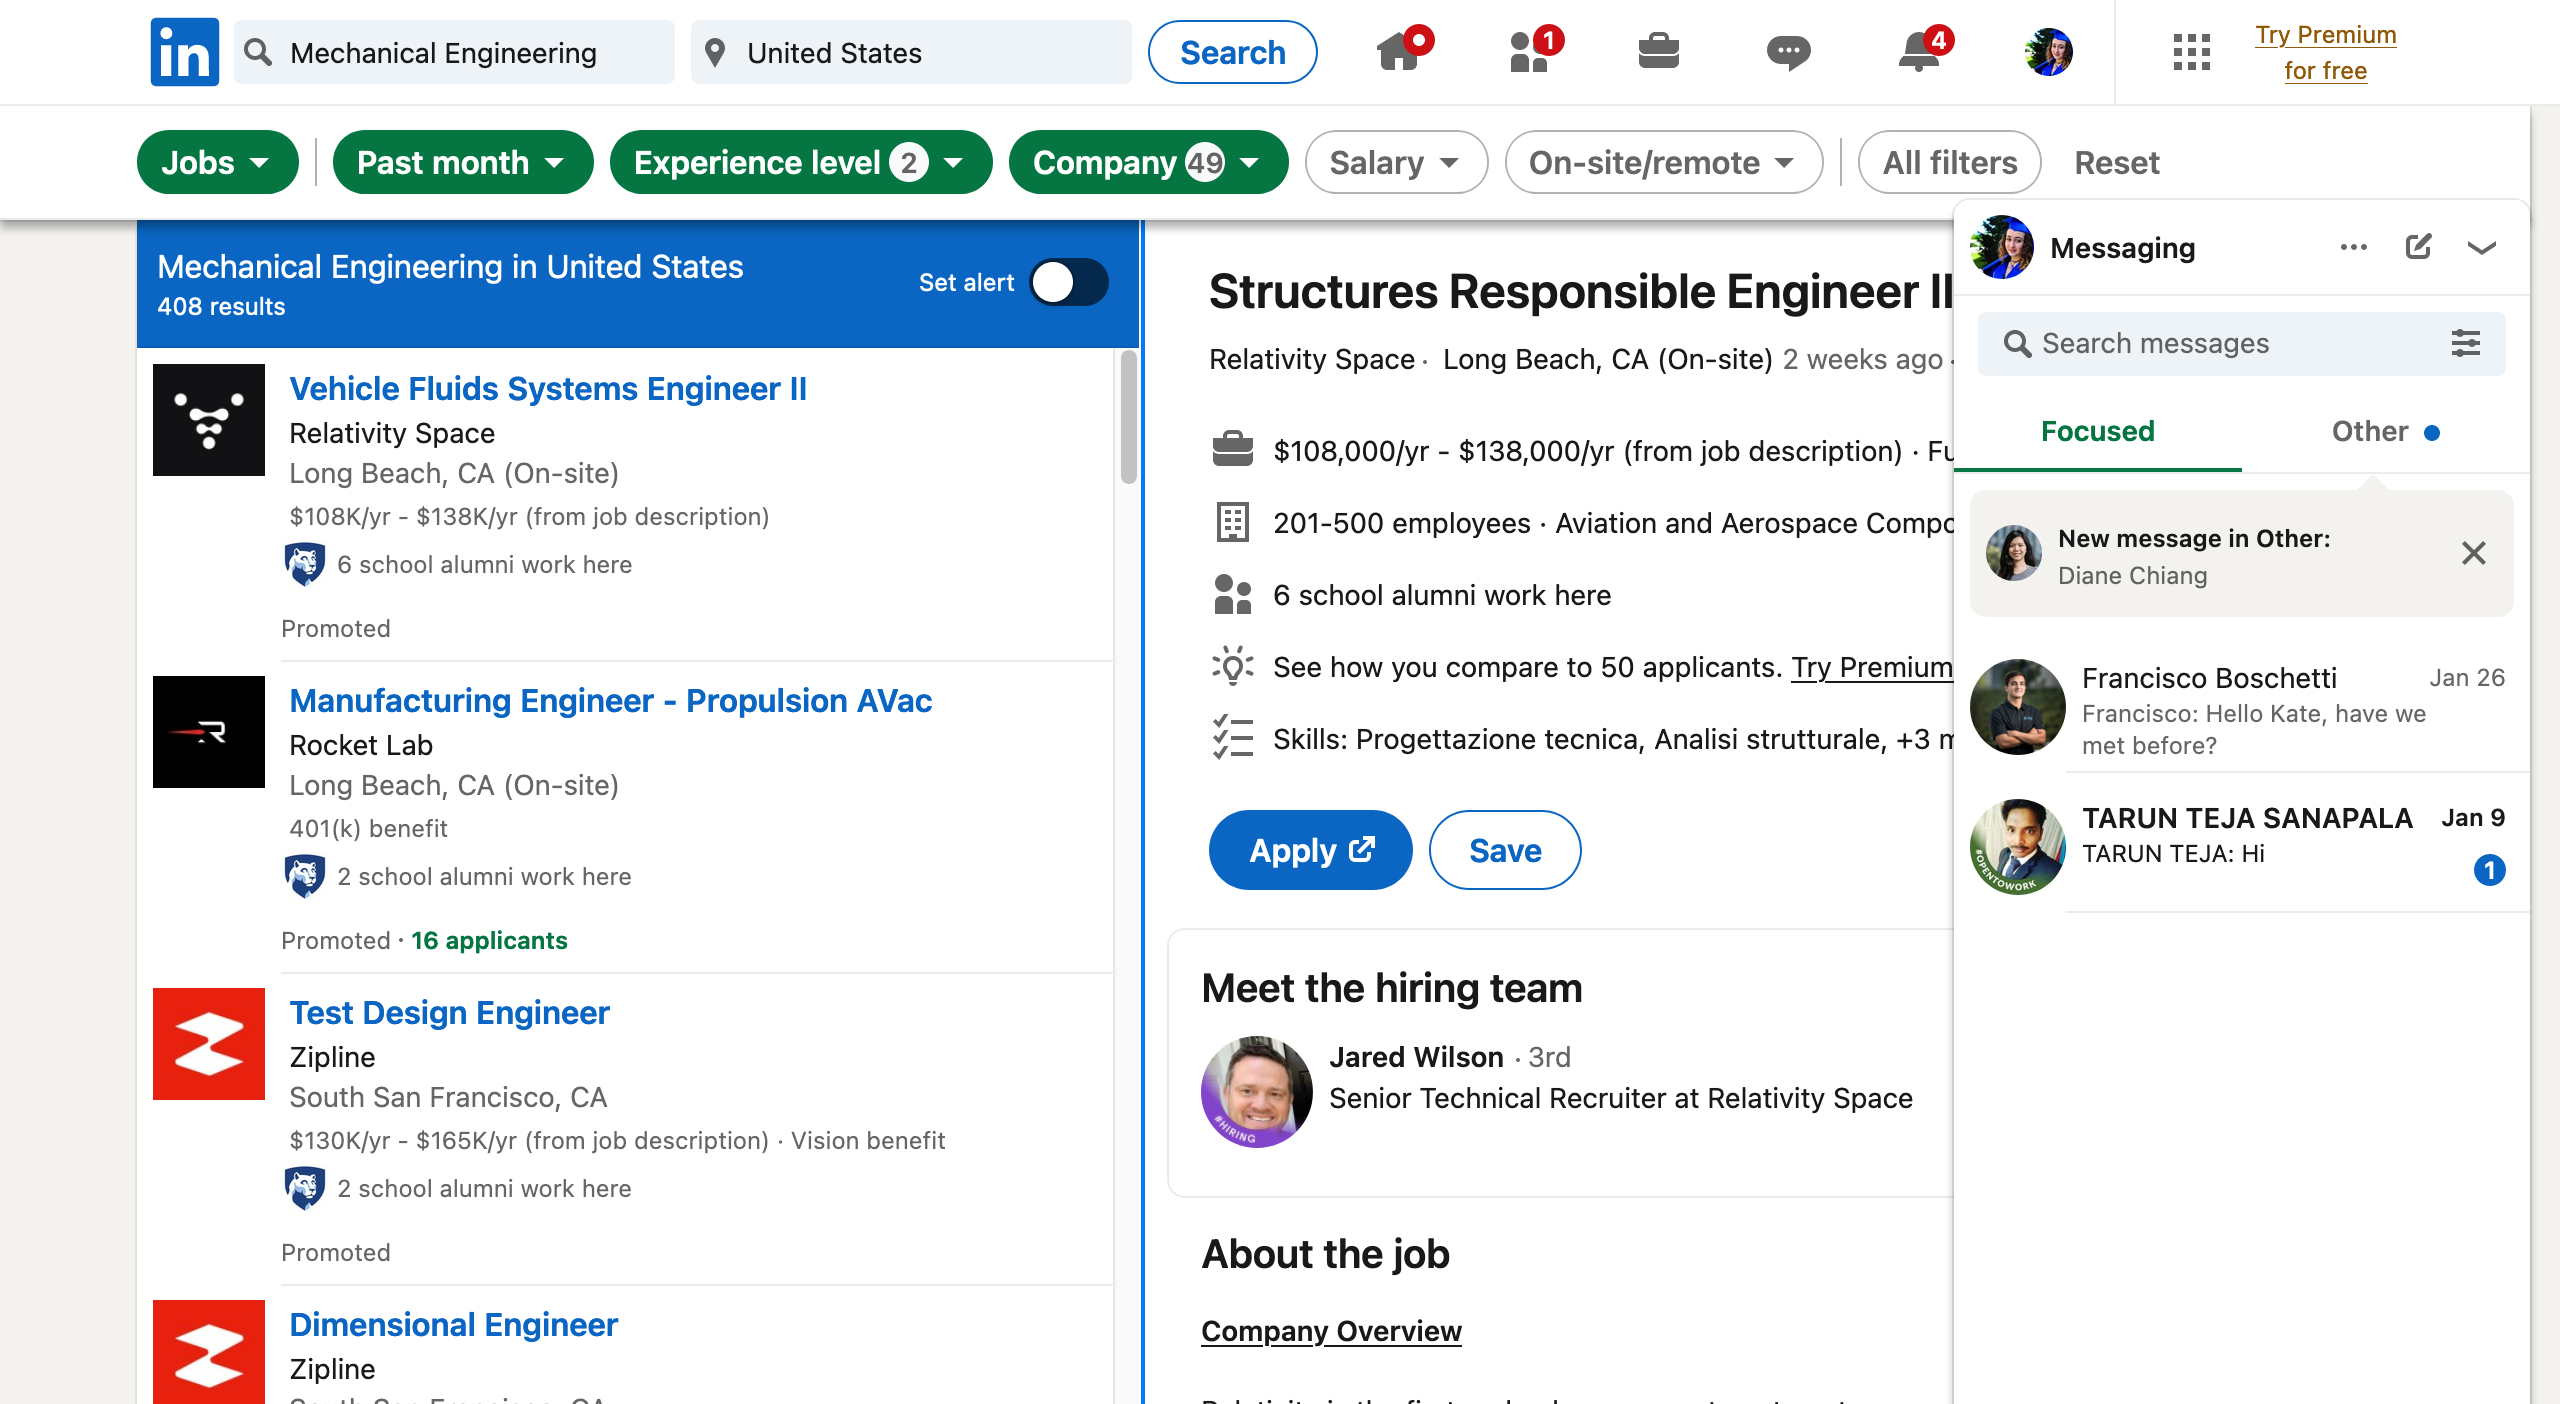 in
Mechanical Engineering
United States
Search
1
4
Try Premium
for free
Jobs
Past month
Experience level 2
Company 49
Salary
On-site/remote
All filters
Reset
Mechanical Engineering in United States
408 results
Set alert
Vehicle Fluids Systems Engineer II
Relativity Space
Long Beach, CA (On-site)
$108K/yr - $138K/yr (from job description)
6 school alumni work here
Promoted
R
Manufacturing Engineer - Propulsion AVac
Rocket Lab
Long Beach, CA (On-site)
401(k) benefit
2 school alumni work here
Promoted · 16 applicants
Test Design Engineer
Zipline
South San Francisco, CA
$130K/yr - $165K/yr (from job description) · Vision benefit
2 school alumni work here
Promoted
Dimensional Engineer
Zipline
Structures Responsible Engineer II
Relativity Space · Long Beach, CA (On-site) 2 weeks ago ·
$108,000/yr - $138,000/yr (from job description) · Fu
201-500 employees · Aviation and Aerospace Compo
6 school alumni work here
See how you compare to 50 applicants. Try Premium
Skills: Progettazione tecnica, Analisi strutturale, +3 m
Apply
Save
Meet the hiring team
#HIRING
Jared Wilson · 3rd
Senior Technical Recruiter at Relativity Space
About the job
Company Overview
Messaging
Search messages
Focused
Other
New message in Other:
Diane Chiang
Francisco Boschetti
Jan 26
Francisco: Hello Kate, have we
met before?
#OPENTOWORK
TARUN TEJA SANAPALA
Jan 9
TARUN TEJA: Hi
1